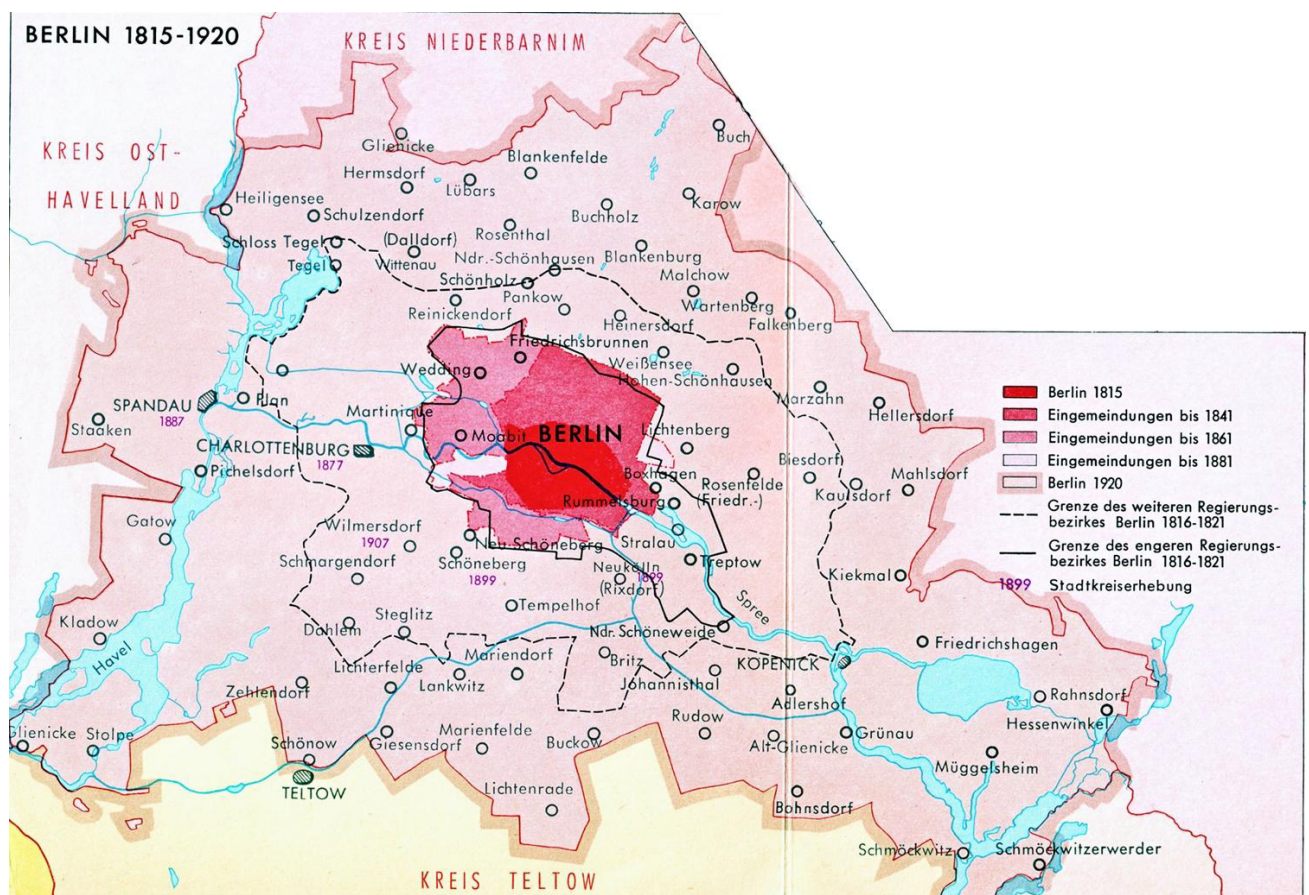 BERLIN 1815-1920
KREIS NIEDERBARNIM
KREIS OST-
HAVELLAND
Glienicke
Buch
Blankenfelde
Hermsdorf
Lübars
Karow
Heiligensee
Schulzendorf
Buchholz
Rosenthal
Schloss Tegel
(Dalldorf)
Wittenau
Ndr.-Schönhausen
Blankenburg
Tegel
Schönholz
Malchow
Pankow
Wartenberg
Reinickendorf
Heinersdorf
Falkenberg
Friedrichsbrunnen
Weißensee
Wedding
Hohen-Schönhausen
Marzahn
Hellersdorf
SPANDAU
1887
Plan
Martinique
Staaken
Moabit
BERLIN
Lichtenberg
CHARLOTTENBURG
1877
Pichelsdorf
Boxhagen
Biesdorf
Mahlsdorf
Rosenfelde
(Friedr.-)
Kaulsdorf
Rummelsburg
Gatow
Wilmersdorf
1907
Neu Schöneberg
Stralau
Schöneberg
1899
Treptow
Schmargendorf
Neukölln
1899
(Rixdorf)
Kiekmal
Tempelhof
Spree
Kladow
Dahlem
Steglitz
Ndr. Schöneweide
Friedrichshagen
Havel
Mariendorf
Britz
KÖPENICK
Lichterfelde
Lankwitz
Johannisthal
Zehlendorf
Adlershof
Rahnsdorf
Hessenwinkel
Glienicke
Stolpe
Schönow
Giesensdorf
Marienfelde
Buckow
Rudow
Alt-Glienicke
Grünau
Müggelsheim
TELTOW
Lichtenrade
Bohnsdorf
Schmöckwitz
Schmöckwitzerwerder
KREIS TELTOW
Berlin 1815
Eingemeindungen bis 1841
Eingemeindungen bis 1861
Eingemeindungen bis 1881
Berlin 1920
Grenze des weiteren Regierungs-
bezirkes Berlin 1816-1821
Grenze des engeren Regierungs-
bezirkes Berlin 1816-1821
1899 Stadtkreiserhebung